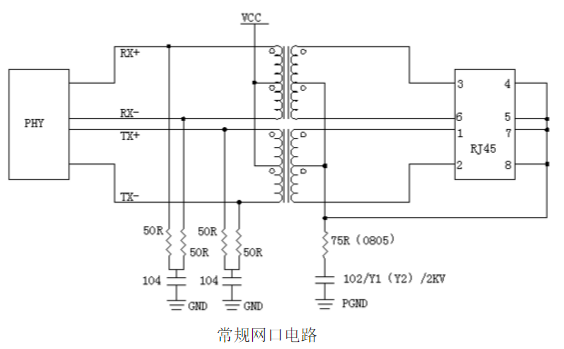 VCC
RX+
PHY
RX-
TX+
TX-
3
4
6
5
1
7
RJ45
2
8
50R
50R
50R
50R
75R (0805)
104
104
102/Y1 (Y2) /2KV
GND
GND
PGND
常规网口电路